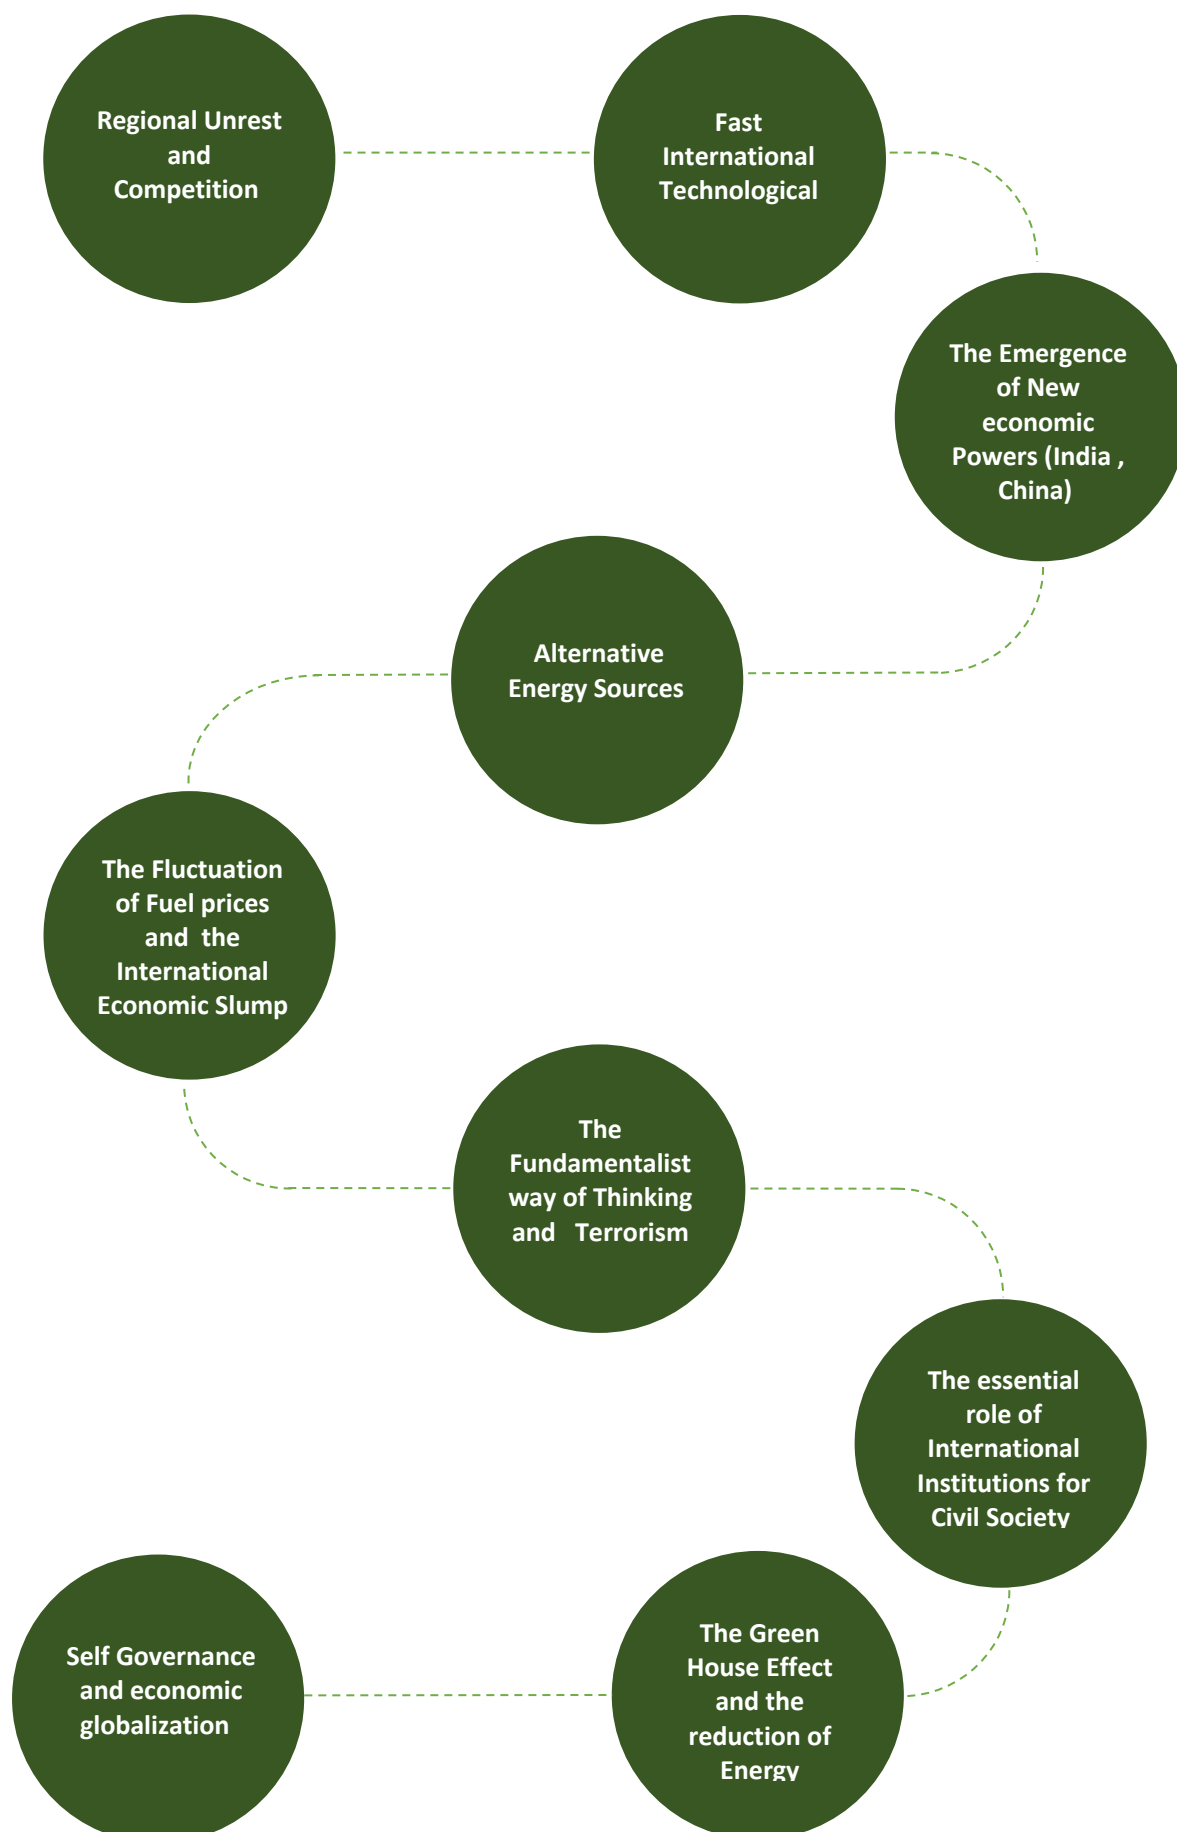 Regional Unrest
and
Competition
Fast
International
Technological
The Emergence
of New
economic
Powers (India ,
China)
Alternative
Energy Sources
The Fluctuation
of Fuel prices
and the
International
Economic Slump
The
Fundamentalist
way of Thinking
and Terrorism
The essential
role of
International
Institutions for
Civil Society
The Green
House Effect
and the
reduction of
Energy
Self Governance
and economic
globalization